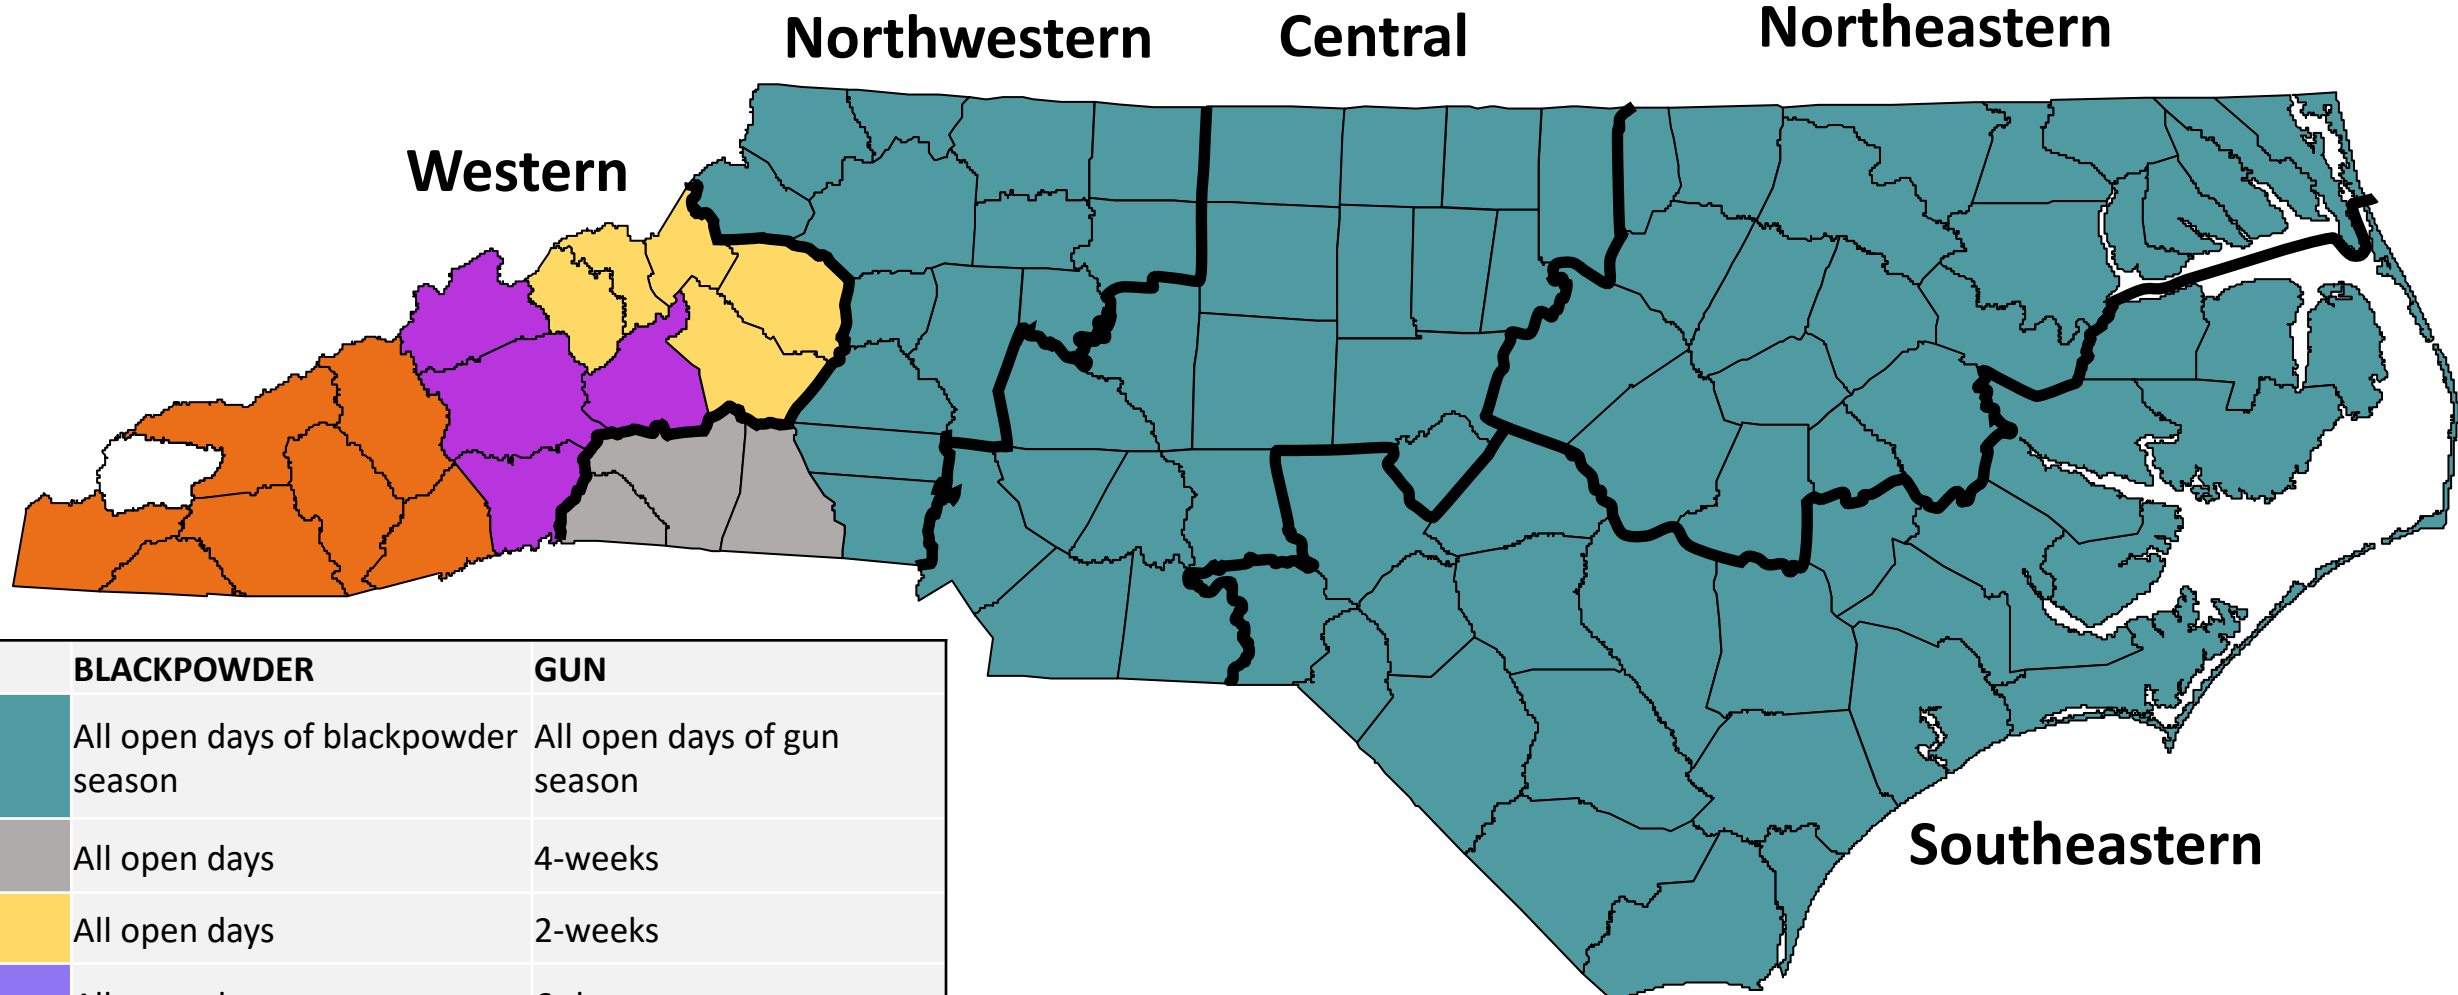 Northwestern Central Northeastern
Western
Southeastern
BLACKPOWDER GUN
All open days of blackpowder season All open days of gun season
All open days 4-weeks
All open days 2-weeks